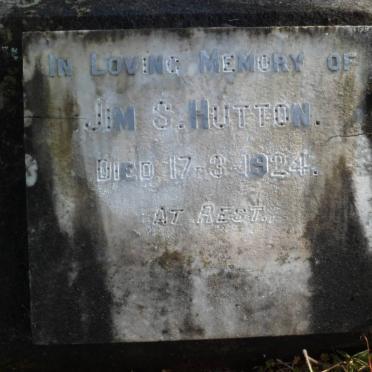 In Loving Memory of
Jim S. Hutton.
Died 17-3-1924.
At Rest.